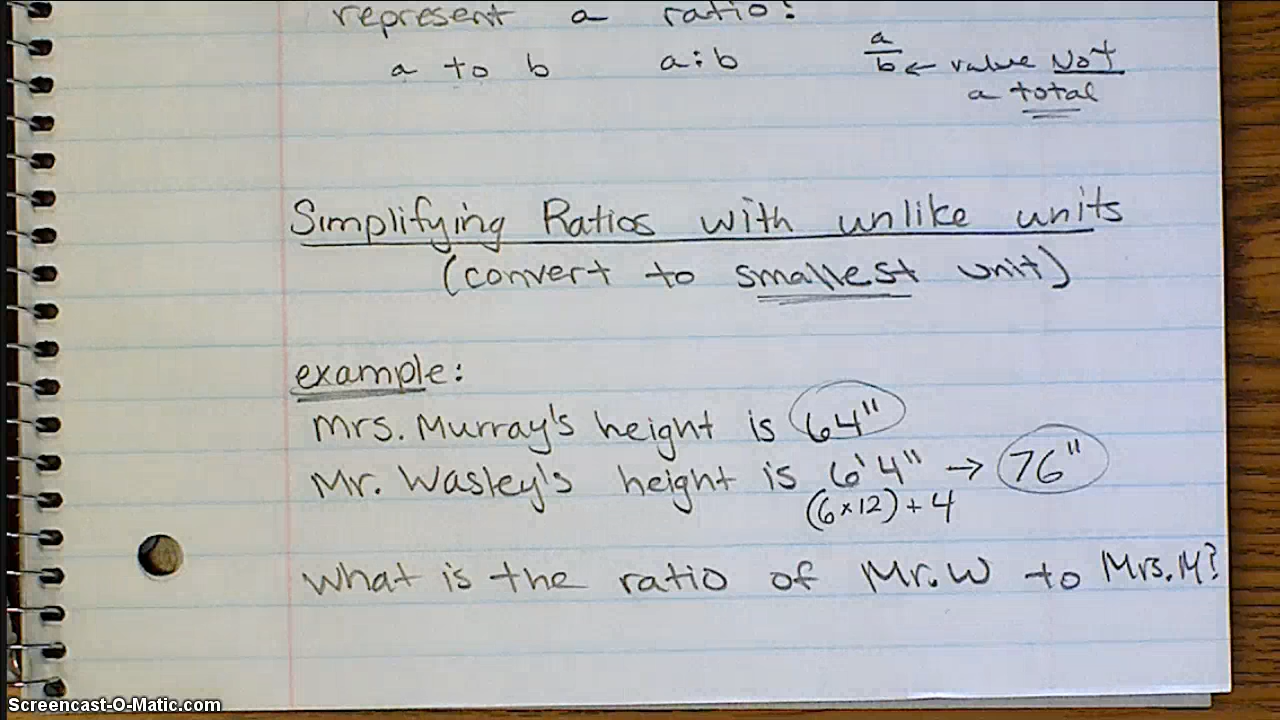 represent a ratio:
a to b a:b a/b ← value NOT
a total
Simplifying Ratios with unlike units
(convert to smallest unit)
example:
Mrs. Murray's height is 64"
Mr. Wasley's height is 6'4" → 76"
(6×12)+4
What is the ratio of Mr. W to Mrs. M?
Screencast-O-Matic.com